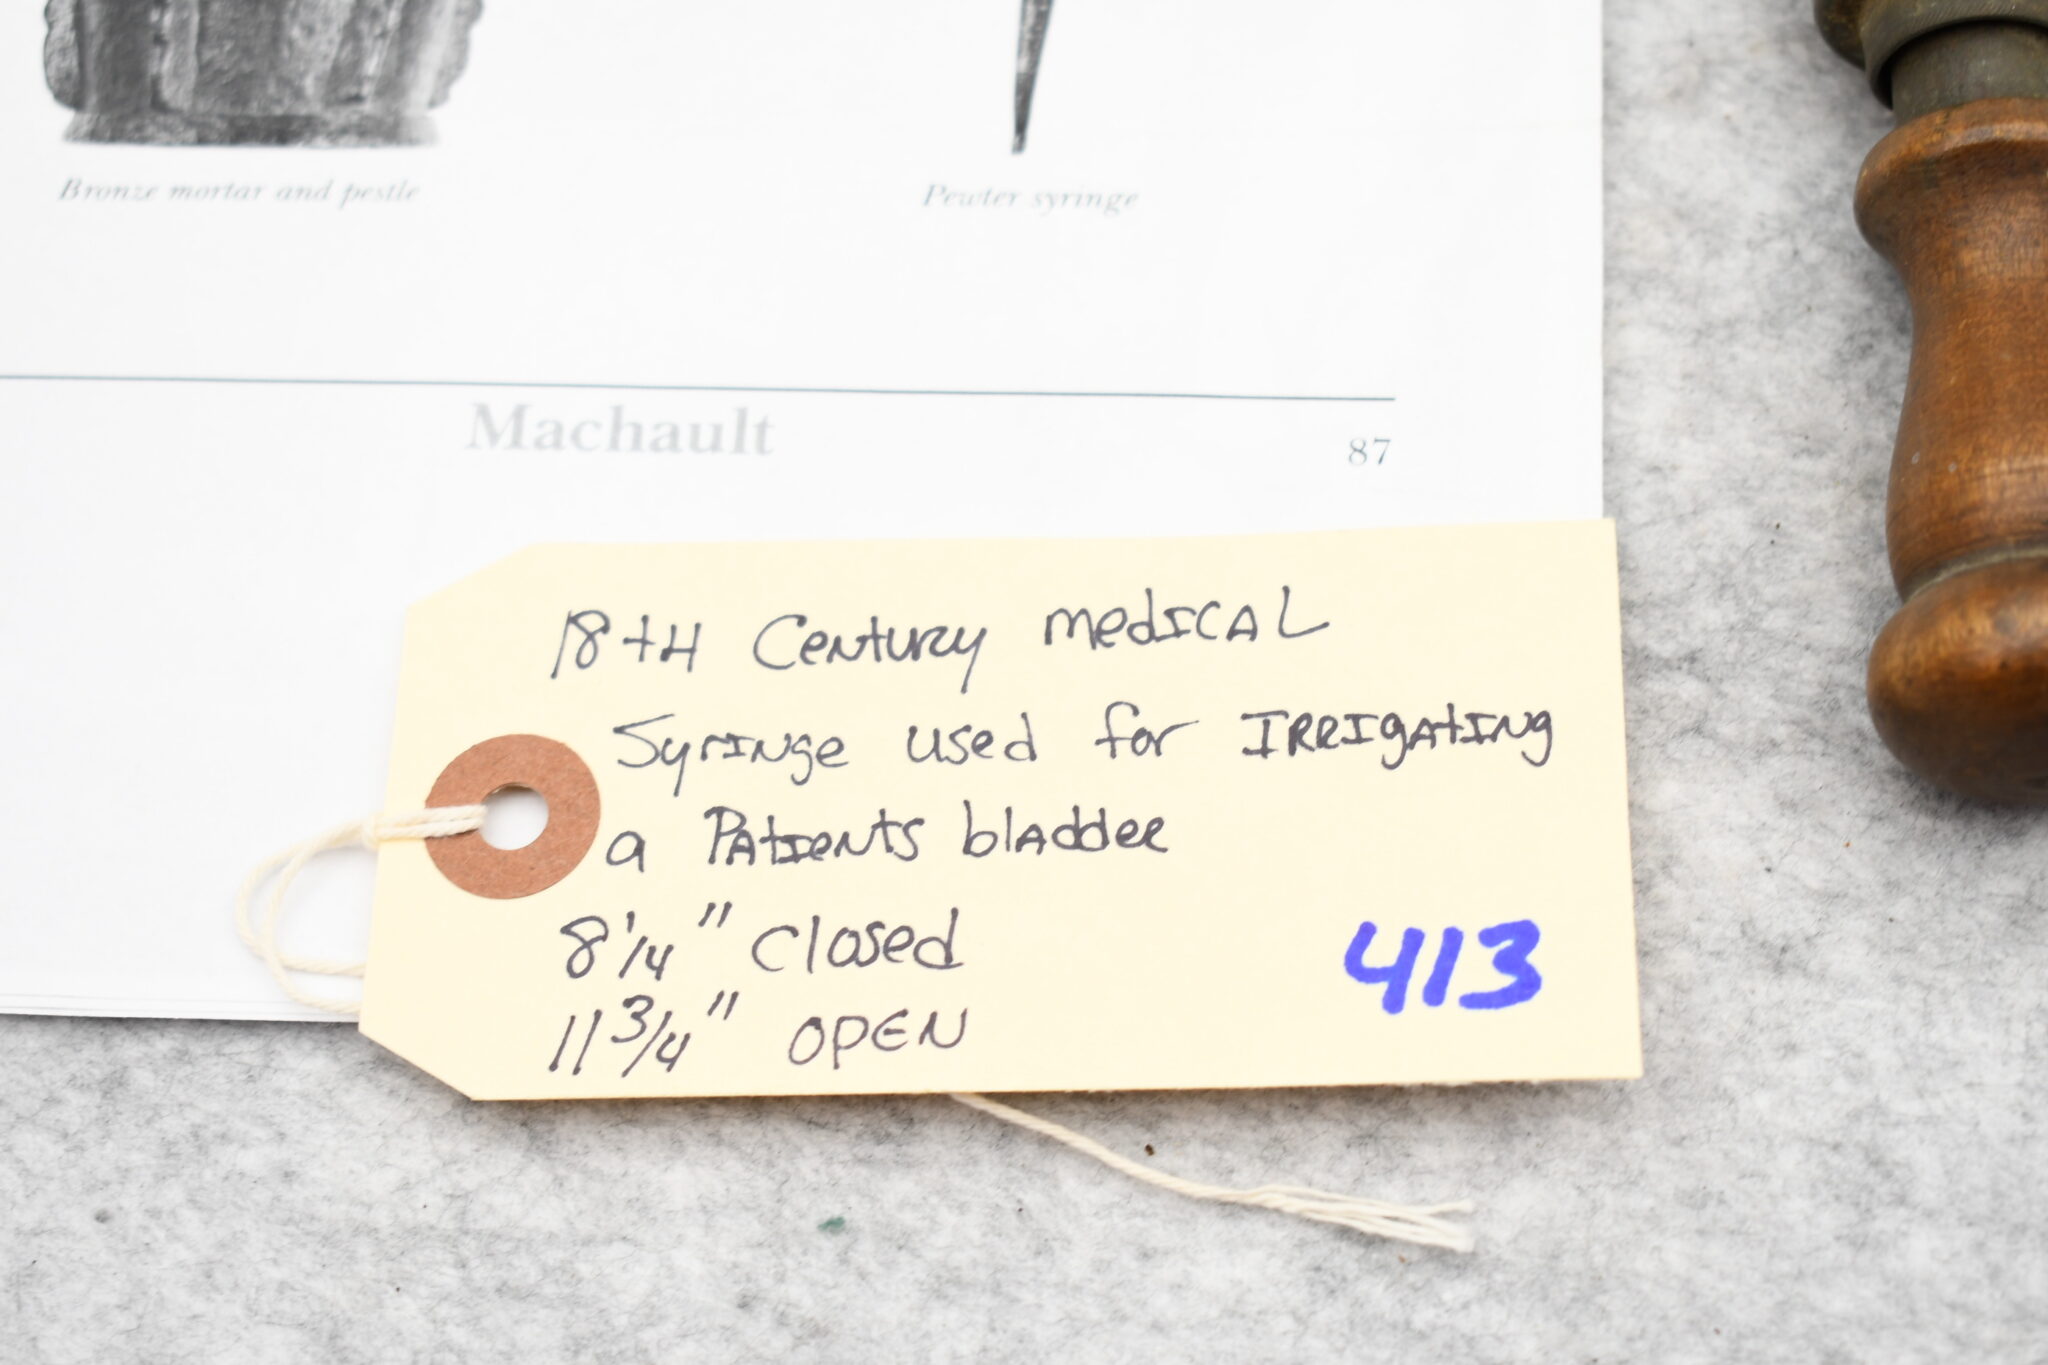 Bronze mortar and pestle
Pewter syringe
Machault
87
18th Century medICAL
SyrINge used for IRRIgAtINg
a PAtIeNts blAdder
8 1/4" Closed
11 3/4" OPEN
413